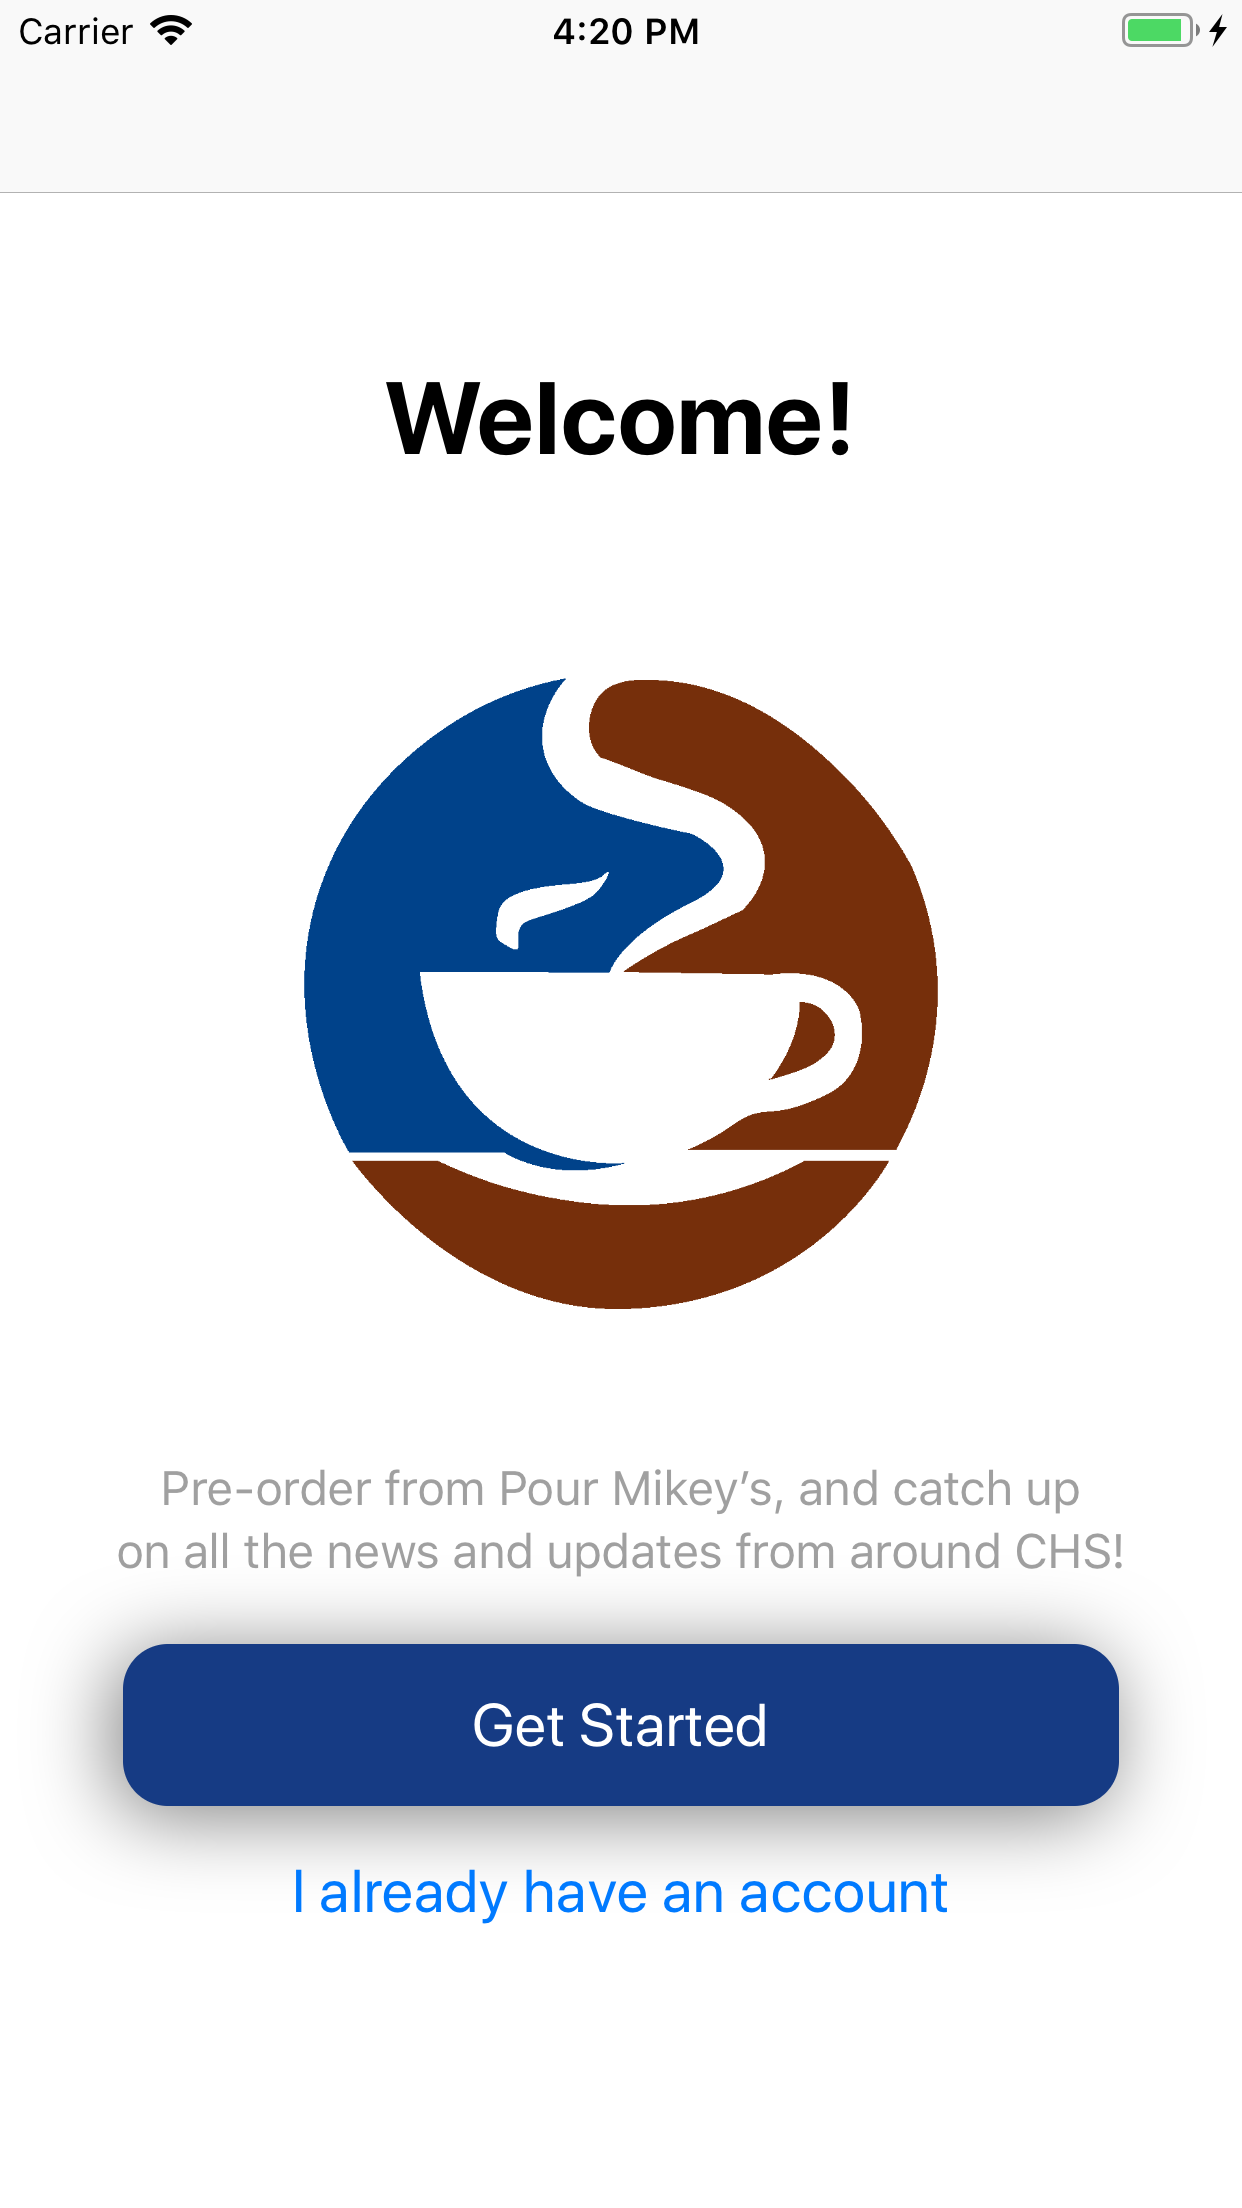 Carrier 4:20 PM
Welcome!
Pre-order from Pour Mikey’s, and catch up
on all the news and updates from around CHS!
Get Started
I already have an account